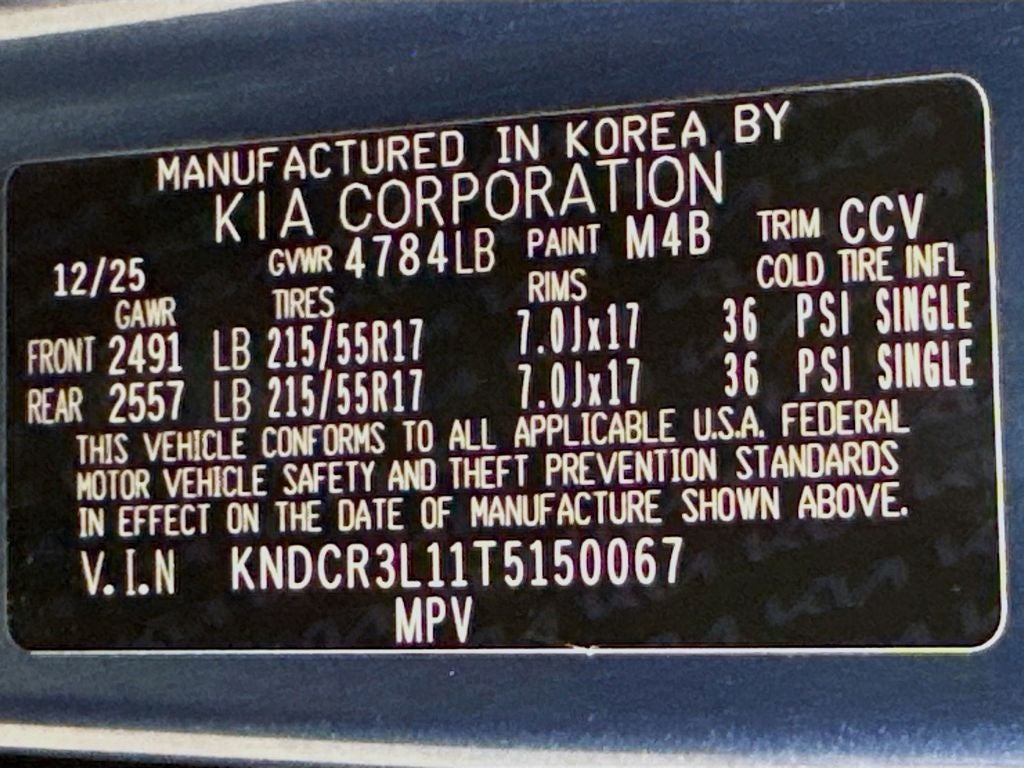 MANUFACTURED IN KOREA BY
KIA CORPORATION
12/25 GVWR 4784LB PAINT M4B TRIM CCV
GAWR TIRES RIMS COLD TIRE INFL
FRONT 2491 LB 215/55R17 7.0Jx17 36 PSI SINGLE
REAR 2557 LB 215/55R17 7.0Jx17 36 PSI SINGLE
THIS VEHICLE CONFORMS TO ALL APPLICABLE U.S.A. FEDERAL
MOTOR VEHICLE SAFETY AND THEFT PREVENTION STANDARDS
IN EFFECT ON THE DATE OF MANUFACTURE SHOWN ABOVE.
V.I.N KNDCR3L11T5150067
MPV